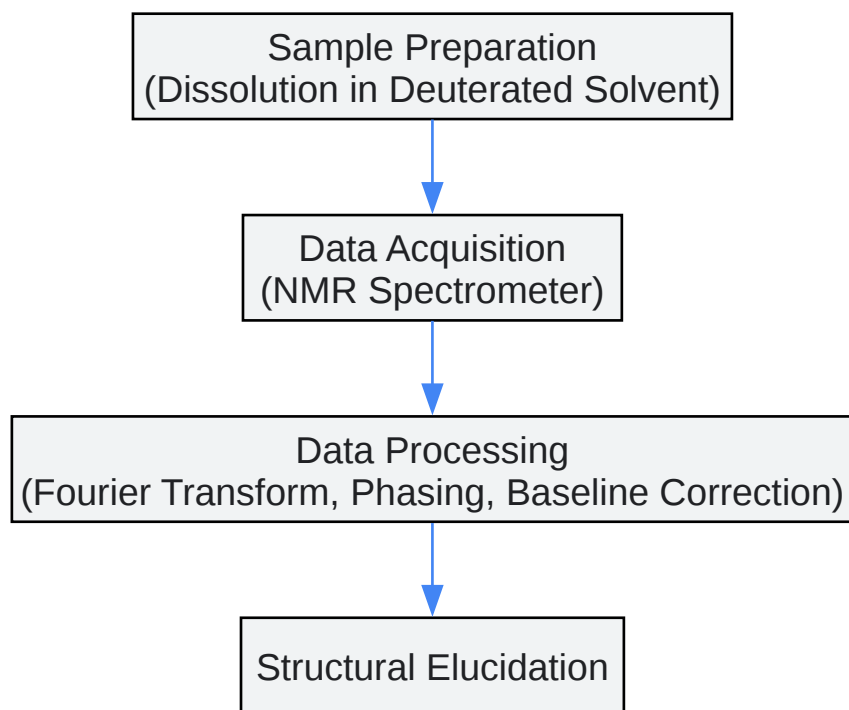 Sample Preparation
(Dissolution in Deuterated Solvent)
Data Acquisition
(NMR Spectrometer)
Data Processing
(Fourier Transform, Phasing, Baseline Correction)
Structural Elucidation